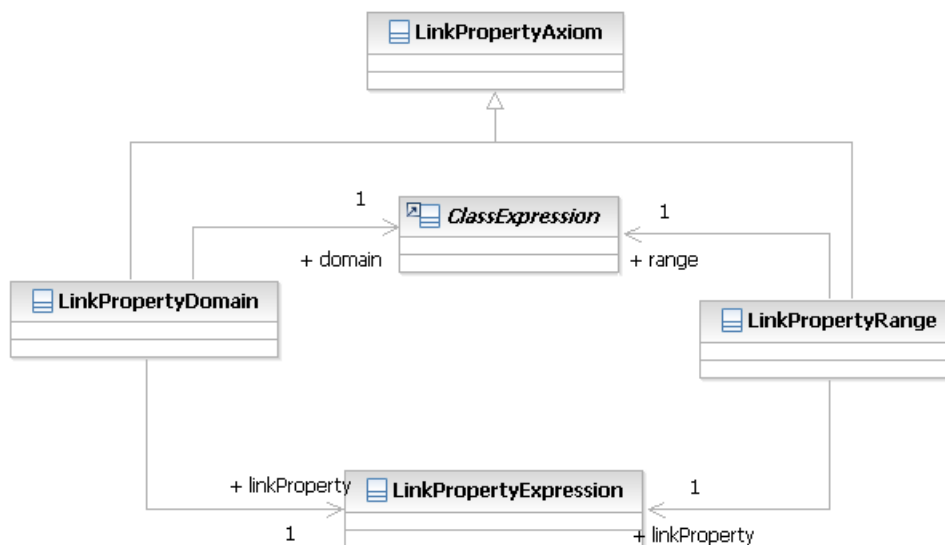 LinkPropertyAxiom
1
ClassExpression
1
+ domain
+ range
LinkPropertyDomain
LinkPropertyRange
+ linkProperty
LinkPropertyExpression
1
1
+ linkProperty